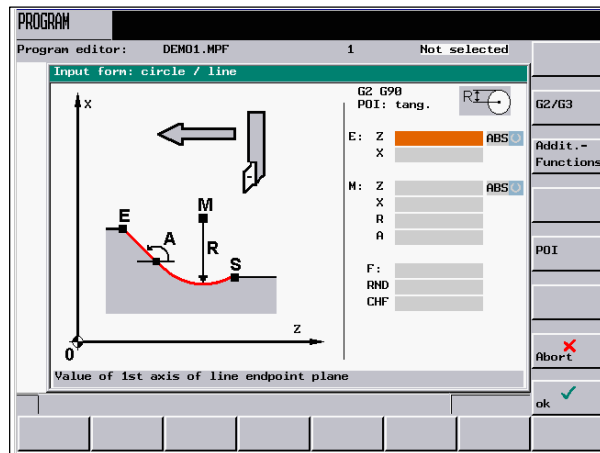 PROGRAM
Program editor: DEMO1.MPF 1 Not selected
Input form: circle / line
G2 G90
POI: tang.
R
E: Z ABS
X
M: Z ABS
X
R
A
F:
RND
CHF
X
E
A
M
R
S
Z
0
Value of 1st axis of line endpoint plane
G2/G3
Addit.-
Functions
POI
Abort
ok